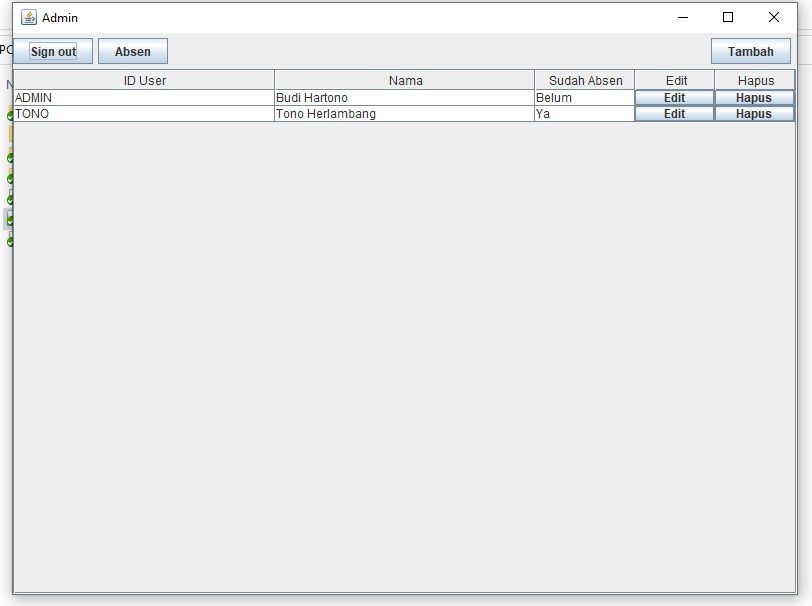 Admin
Sign out Absen Tambah
ID User Nama Sudah Absen Edit Hapus
ADMIN Budi Hartono Belum Edit Hapus
TONO Tono Herlambang Ya Edit Hapus